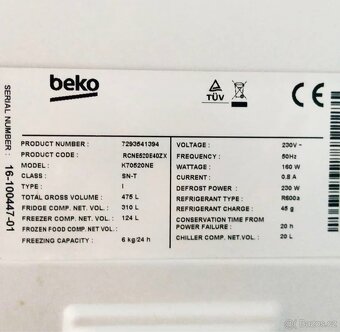 beko
TÜV
CE
SERIAL NUMBER :
16-100447-01
PRODUCT NUMBER : 7293541394
PRODUCT CODE : RCNE520E40ZX
MODEL : K70520NE
CLASS : SN-T
TYPE : I
TOTAL GROSS VOLUME : 475 L
FRIDGE COMP. NET VOL. : 310 L
FREEZER COMP. NET VOL. : 124 L
FROZEN FOOD COMP. NET VOL. :
FREEZING CAPACITY : 6 kg/24 h
VOLTAGE : 230V ~
FREQUENCY : 50Hz
WATTAGE : 160 W
CURRENT : 0.8 A
DEFROST POWER : 230 W
REFRIGERANT TYPE : R600a
REFRIGERANT CHARGE : 45 g
CONSERVATION TIME FROM
POWER FAILURE : 20 h
CHILLER COMP. NET VOL. : 20 L
Bazos.cz